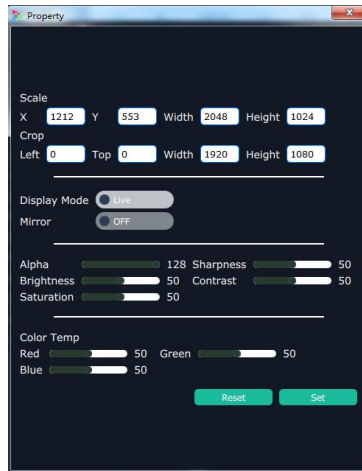 Property
Scale
X 1212 Y 553 Width 2048 Height 1024
Crop
Left 0 Top 0 Width 1920 Height 1080
Display Mode Live
Mirror OFF
Alpha 128 Sharpness 50
Brightness 50 Contrast 50
Saturation 50
Color Temp
Red 50 Green 50
Blue 50
Reset Set